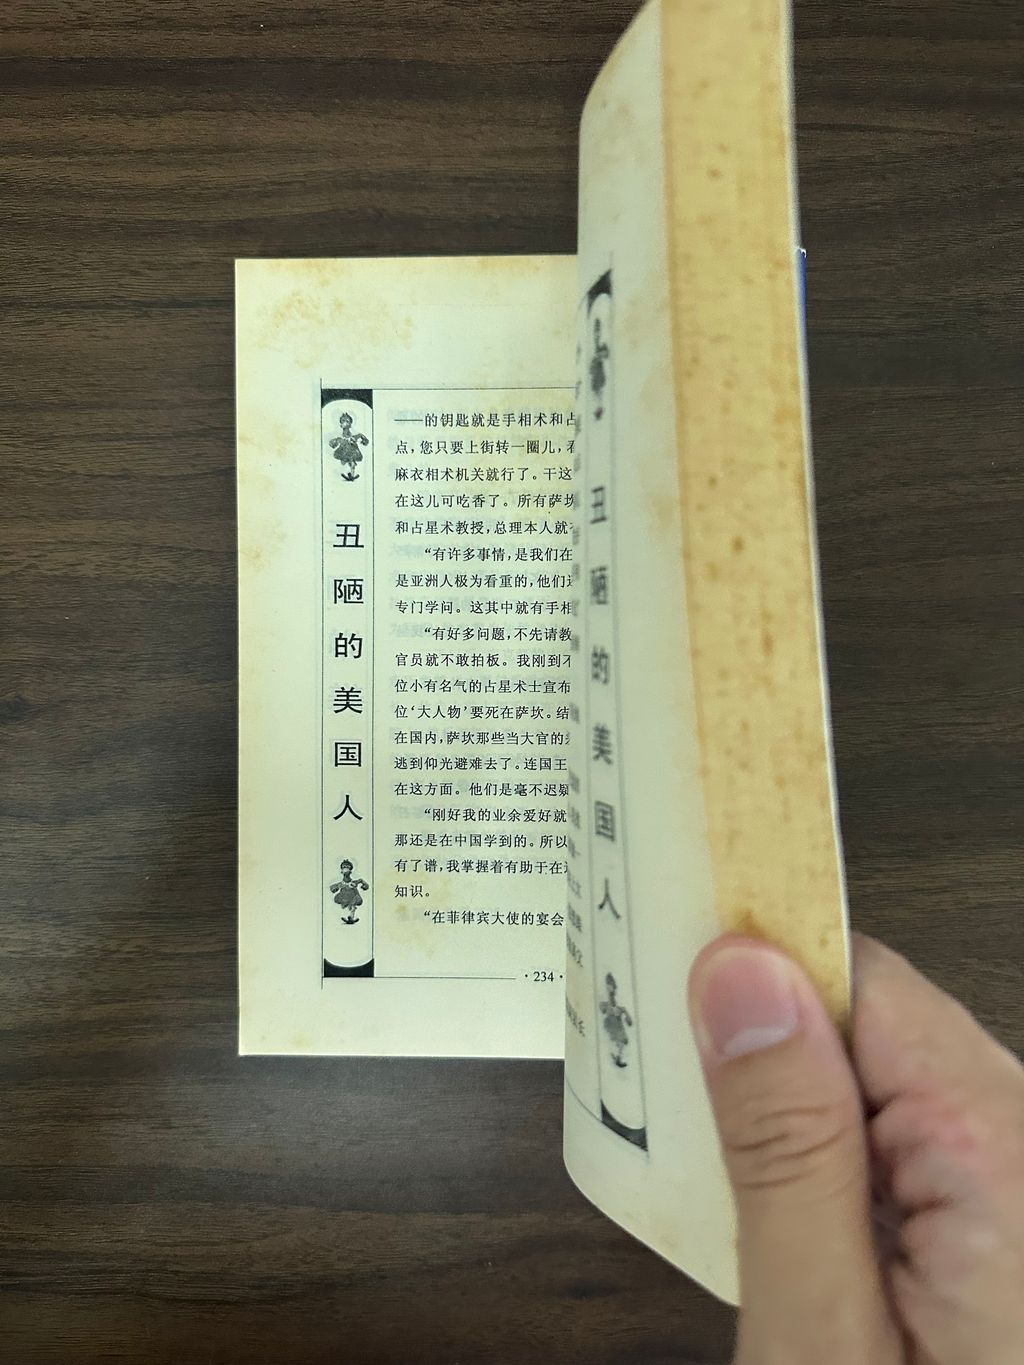 丑陋的美国人
——的钥匙就是手相术和占
点，您只要上街转一圈儿，看
麻衣相术机关就行了。干这
在这儿可吃香了。所有萨坎
和占星术教授，总理本人就
“有许多事情，是我们在
是亚洲人极为看重的，他们
专门学问。这其中就有手相
“有好多问题，不先请教
官员就不敢拍板。我刚到不
位小有名气的占星术士宣布
位‘大人物’要死在萨坎。结
在国内，萨坎那些当大官的
逃到仰光避难去了。连国王
在这方面。他们是毫不迟疑
“刚好我的业余爱好就
那还是在中国学到的。所以
有了谱，我掌握着有助于在
知识。
“在菲律宾大使的宴会
·234·
丑陋的美国人